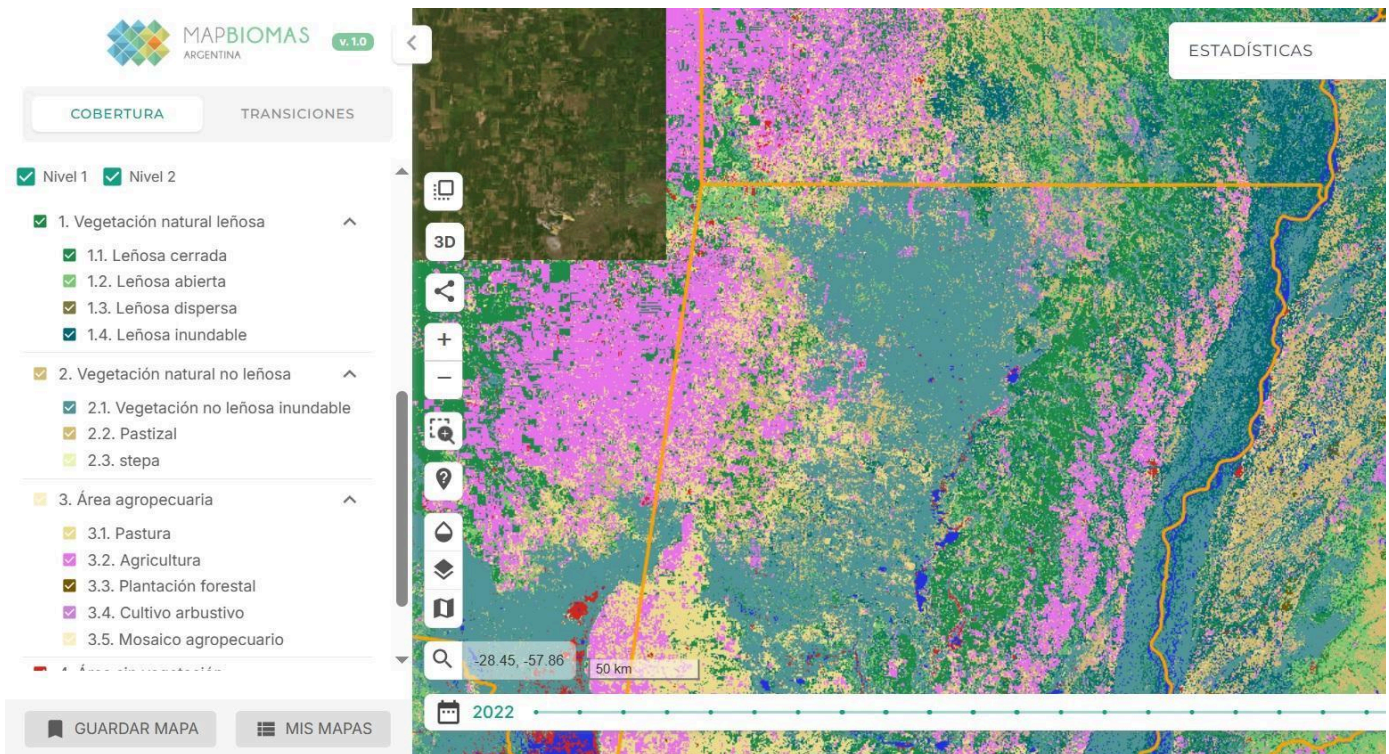 MAPBIOMAS
ARGENTINA
v. 1.0
COBERTURA
TRANSICIONES
Nivel 1
Nivel 2
1. Vegetación natural leñosa
1.1. Leñosa cerrada
1.2. Leñosa abierta
1.3. Leñosa dispersa
1.4. Leñosa inundable
2. Vegetación natural no leñosa
2.1. Vegetación no leñosa inundable
2.2. Pastizal
2.3. stepa
3. Área agropecuaria
3.1. Pastura
3.2. Agricultura
3.3. Plantación forestal
3.4. Cultivo arbustivo
3.5. Mosaico agropecuario
4. Área sin vegetación
GUARDAR MAPA
MIS MAPAS
ESTADÍSTICAS
3D
-28.45, -57.86
50 km
2022